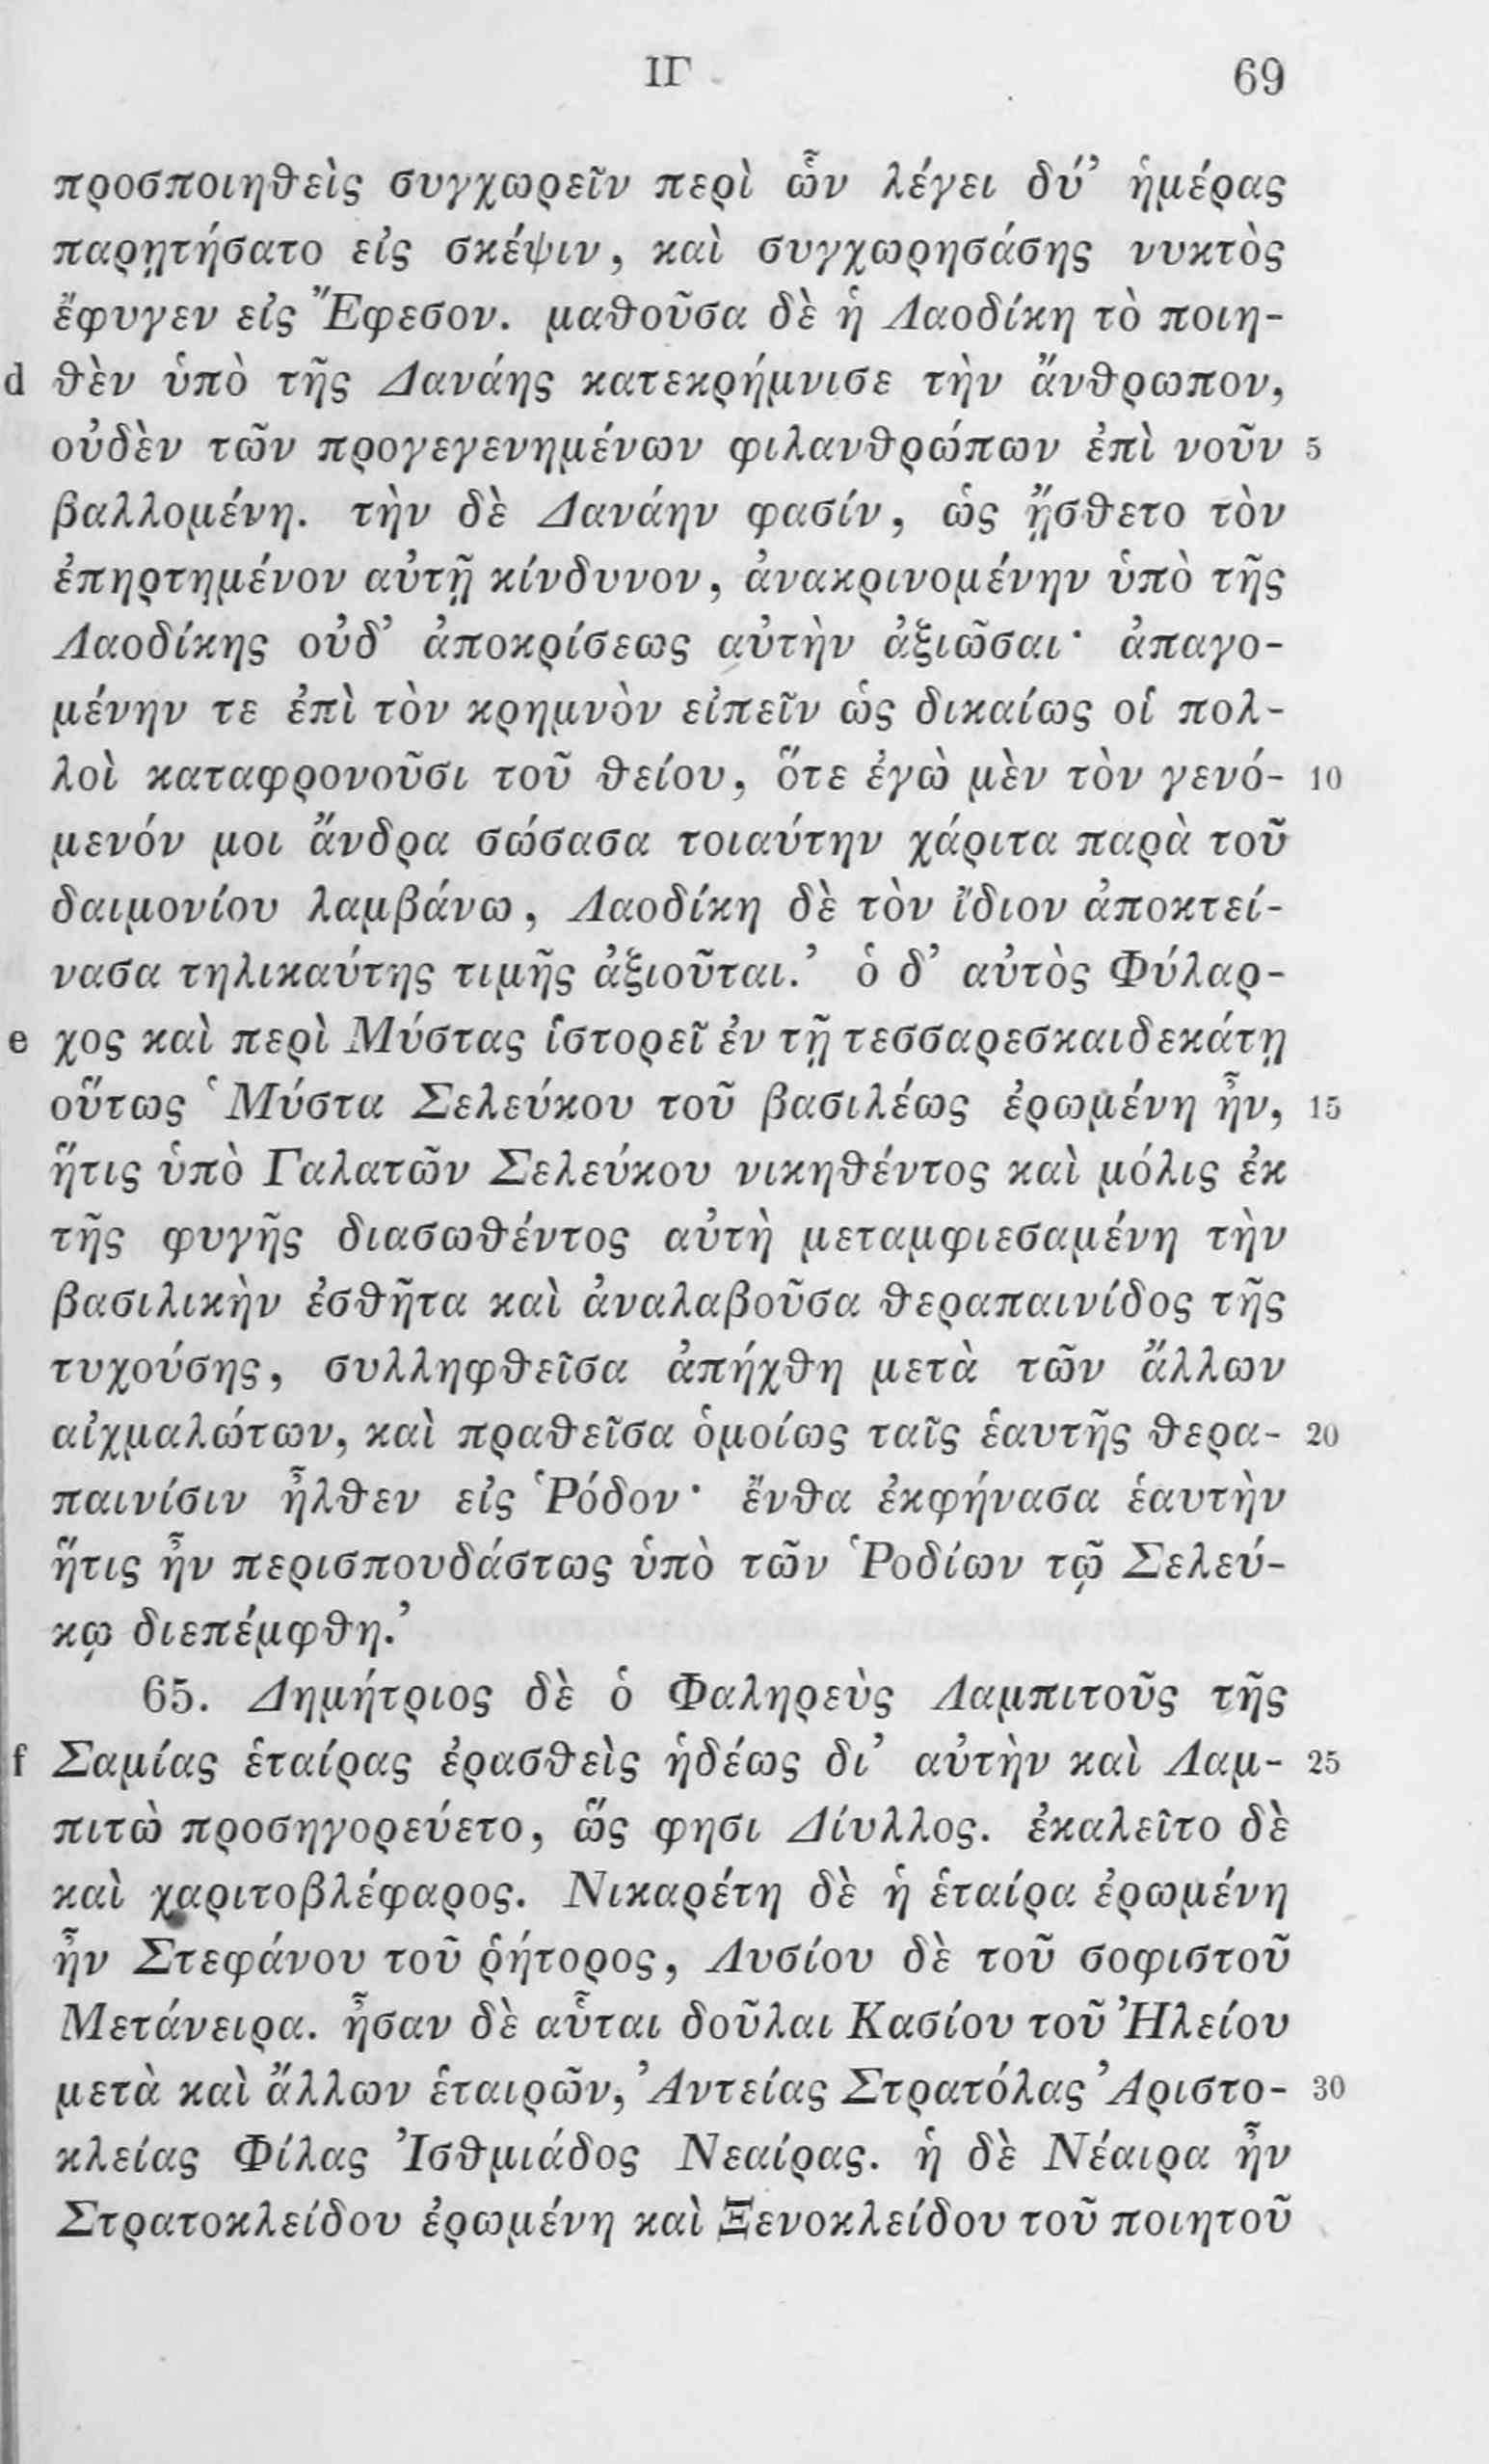 ΙΓ 69
προσποιηθεὶς συγχωρεῖν περὶ ὧν λέγει δύ’ ἡμέρας
παρῃτήσατο εἰς σκέψιν, καὶ συγχωρησάσης νυκτὸς
ἔφυγεν εἰς Ἔφεσον. μαθοῦσα δὲ ἡ Λαοδίκη τὸ ποιη-
d θὲν ὑπὸ τῆς Δανάης κατεκρήμνισε τὴν ἄνθρωπον,
οὐδὲν τῶν προγεγενημένων φιλανθρώπων ἐπὶ νοῦν 5
βαλλομένη. τὴν δὲ Δανάην φασίν, ὡς ᾔσθετο τὸν
ἐπηρτημένον αὐτῇ κίνδυνον, ἀνακρινομένην ὑπὸ τῆς
Λαοδίκης οὐδ’ ἀποκρίσεως αὐτὴν ἀξιῶσαι· ἀπαγο-
μένην τε ἐπὶ τὸν κρημνὸν εἰπεῖν ὡς δικαίως οἱ πολ-
λοὶ καταφρονοῦσι τοῦ θείου, ὅτε ἐγὼ μὲν τὸν γενό- 10
μενόν μοι ἄνδρα σώσασα τοιαύτην χάριτα παρὰ τοῦ
δαιμονίου λαμβάνω, Λαοδίκη δὲ τὸν ἴδιον ἀποκτεί-
νασα τηλικαύτης τιμῆς ἀξιοῦται.’ ὁ δ’ αὐτὸς Φύλαρ-
e χος καὶ περὶ Μύστας ἱστορεῖ ἐν τῇ τεσσαρεσκαιδεκάτῃ
οὕτως ‘Μύστα Σελεύκου τοῦ βασιλέως ἐρωμένη ἦν, 15
ἥτις ὑπὸ Γαλατῶν Σελεύκου νικηθέντος καὶ μόλις ἐκ
τῆς φυγῆς διασωθέντος αὐτὴ μεταμφιεσαμένη τὴν
βασιλικὴν ἐσθῆτα καὶ ἀναλαβοῦσα θεραπαινίδος τῆς
τυχούσης, συλληφθεῖσα ἀπήχθη μετὰ τῶν ἄλλων
αἰχμαλώτων, καὶ πραθεῖσα ὁμοίως ταῖς ἑαυτῆς θερα- 20
παινίσιν ἦλθεν εἰς Ῥόδον· ἔνθα ἐκφήνασα ἑαυτὴν
ἥτις ἦν περισπουδάστως ὑπὸ τῶν Ῥοδίων τῷ Σελεύ-
κῳ διεπέμφθη.’
65. Δημήτριος δὲ ὁ Φαληρεὺς Λαμπιτοῦς τῆς
f Σαμίας ἑταίρας ἐρασθεὶς ἡδέως δι’ αὐτὴν καὶ Λαμ- 25
πιτὼ προσηγορεύετο, ὥς φησι Δίυλλος. ἐκαλεῖτο δὲ
καὶ χαριτοβλέφαρος. Νικαρέτη δὲ ἡ ἑταίρα ἐρωμένη
ἦν Στεφάνου τοῦ ῥήτορος, Λυσίου δὲ τοῦ σοφιστοῦ
Μετάνειρα. ἦσαν δὲ αὗται δοῦλαι Κασίου τοῦ Ἠλείου
μετὰ καὶ ἄλλων ἑταιρῶν, Ἀντείας Στρατόλας Ἀριστο- 30
κλείας Φίλας Ἰσθμιάδος Νεαίρας. ἡ δὲ Νέαιρα ἦν
Στρατοκλείδου ἐρωμένη καὶ Ξενοκλείδου τοῦ ποιητοῦ